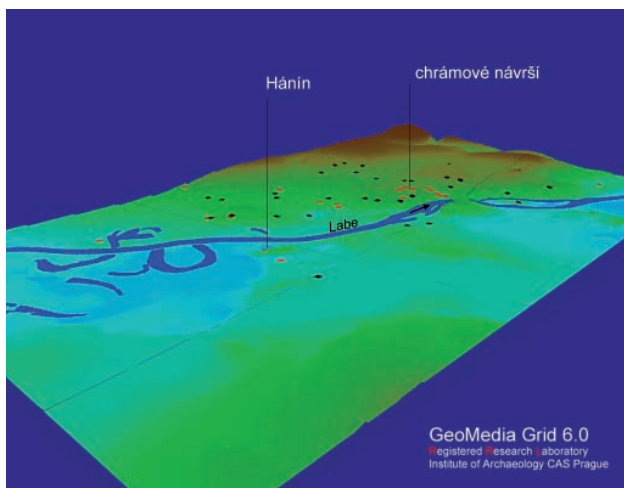 Hánín
chrámové návrší
Labe
GeoMedia Grid 6.0
Registered Research Laboratory
Institute of Archaeology CAS Prague